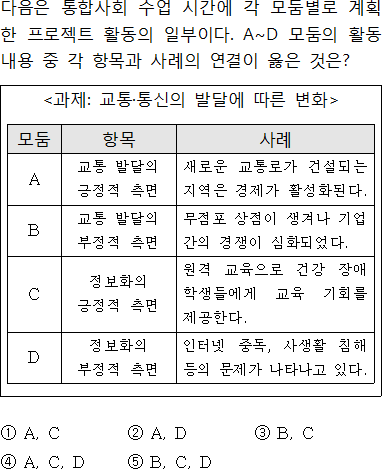 다음은 통합사회 수업 시간에 각 모둠별로 계획
한 프로젝트 활동의 일부이다. A~D 모둠의 활동
내용 중 각 항목과 사례의 연결이 옳은 것은?
<과제: 교통·통신의 발달에 따른 변화>
모둠 항목 사례
A 교통 발달의 긍정적 측면 새로운 교통로가 건설되는
지역은 경제가 활성화된다.
B 교통 발달의 부정적 측면 무점포 상점이 생겨나 기업
간의 경쟁이 심화되었다.
C 정보화의 긍정적 측면 원격 교육으로 건강 장애
학생들에게 교육 기회를
제공한다.
D 정보화의 부정적 측면 인터넷 중독, 사생활 침해
등의 문제가 나타나고 있다.
① A, C ② A, D ③ B, C
④ A, C, D ⑤ B, C, D